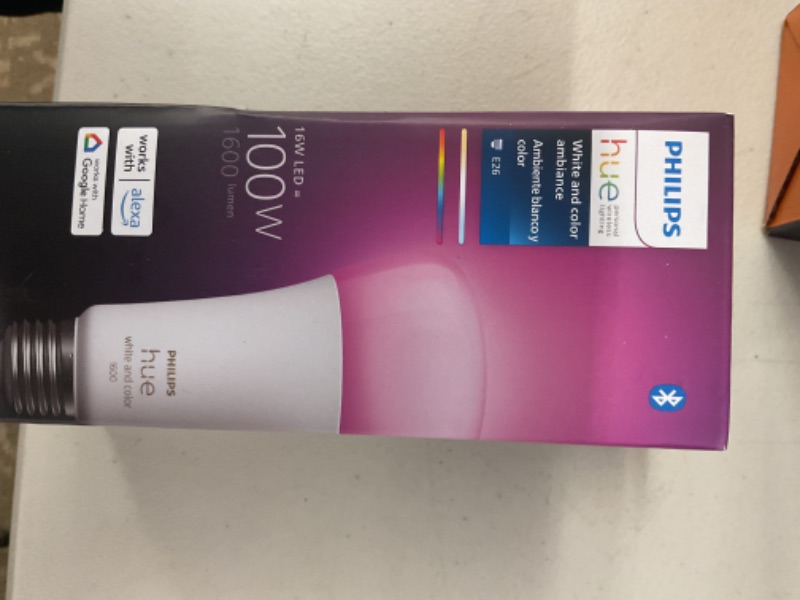 PHILIPS
hue
personal
wireless
lighting
White and color
ambiance
Ambiente blanco y
color
E26
16W LED =
100W
1600 lumen
works
with
alexa
works with
Google Home
PHILIPS
hue
white and color
1600